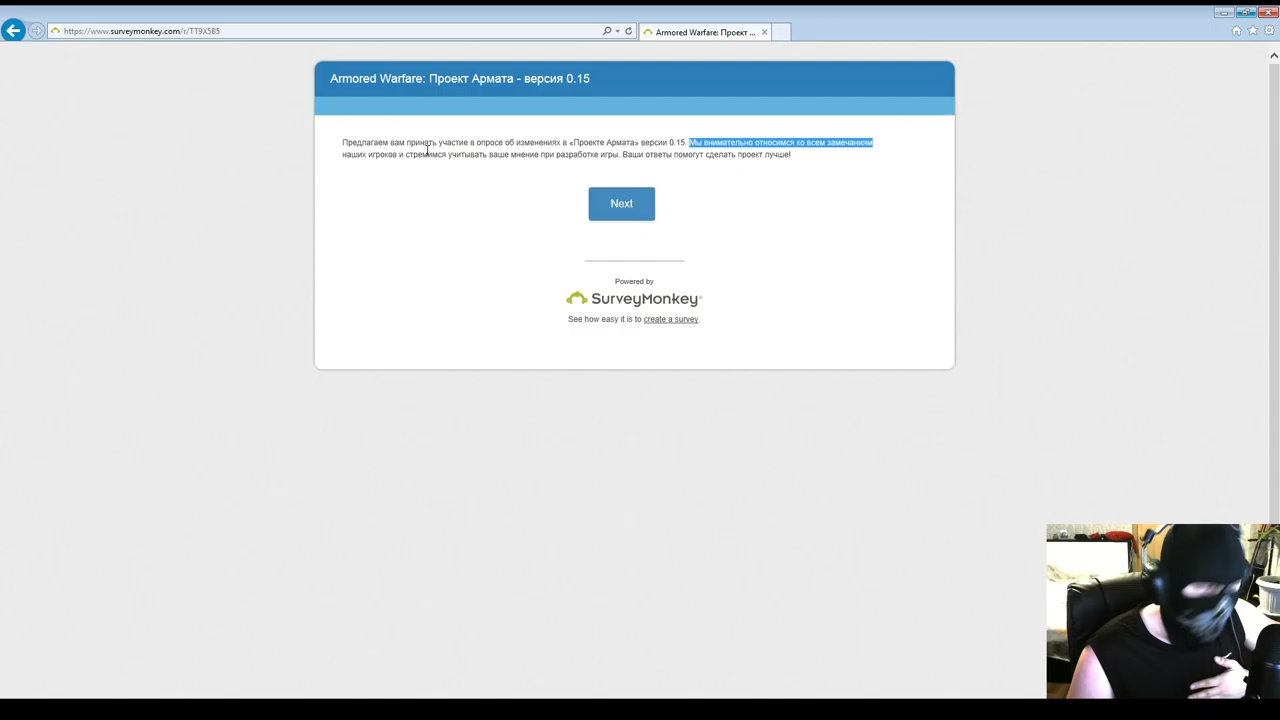 https://www.surveymonkey.com/r/TT9X5B5
Armored Warfare: Проект ...
Armored Warfare: Проект Армата - версия 0.15
Предлагаем вам принять участие в опросе об изменениях в «Проекте Армата» версии 0.15. Мы внимательно относимся ко всем замечаниям
наших игроков и стремимся учитывать ваше мнение при разработке игры. Ваши ответы помогут сделать проект лучше!
Next
Powered by
SurveyMonkey®
See how easy it is to create a survey.